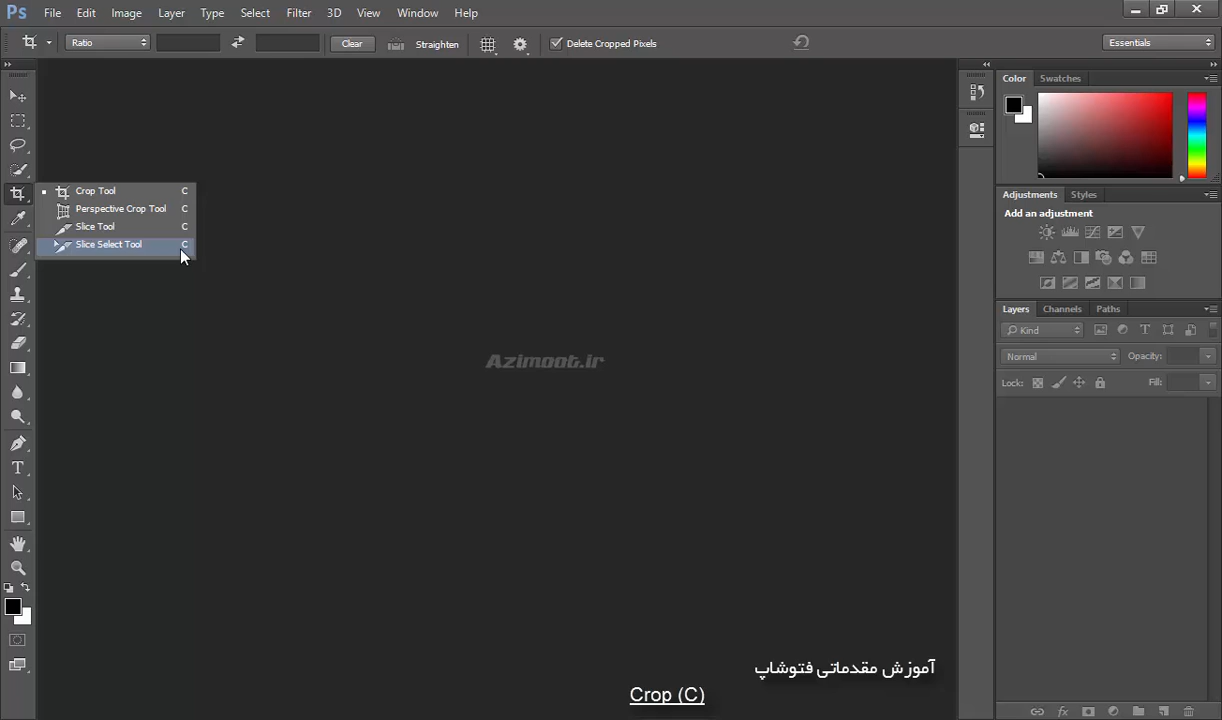 Ps File Edit Image Layer Type Select Filter 3D View Window Help
Ratio Clear Straighten Delete Cropped Pixels Essentials
Color Swatches
Crop Tool C
Perspective Crop Tool C
Slice Tool C
Slice Select Tool C
Adjustments Styles
Add an adjustment
Layers Channels Paths
Kind
Normal Opacity:
Lock: Fill:
Azimoot.ir
آموزش مقدماتی فتوشاپ
Crop (C)